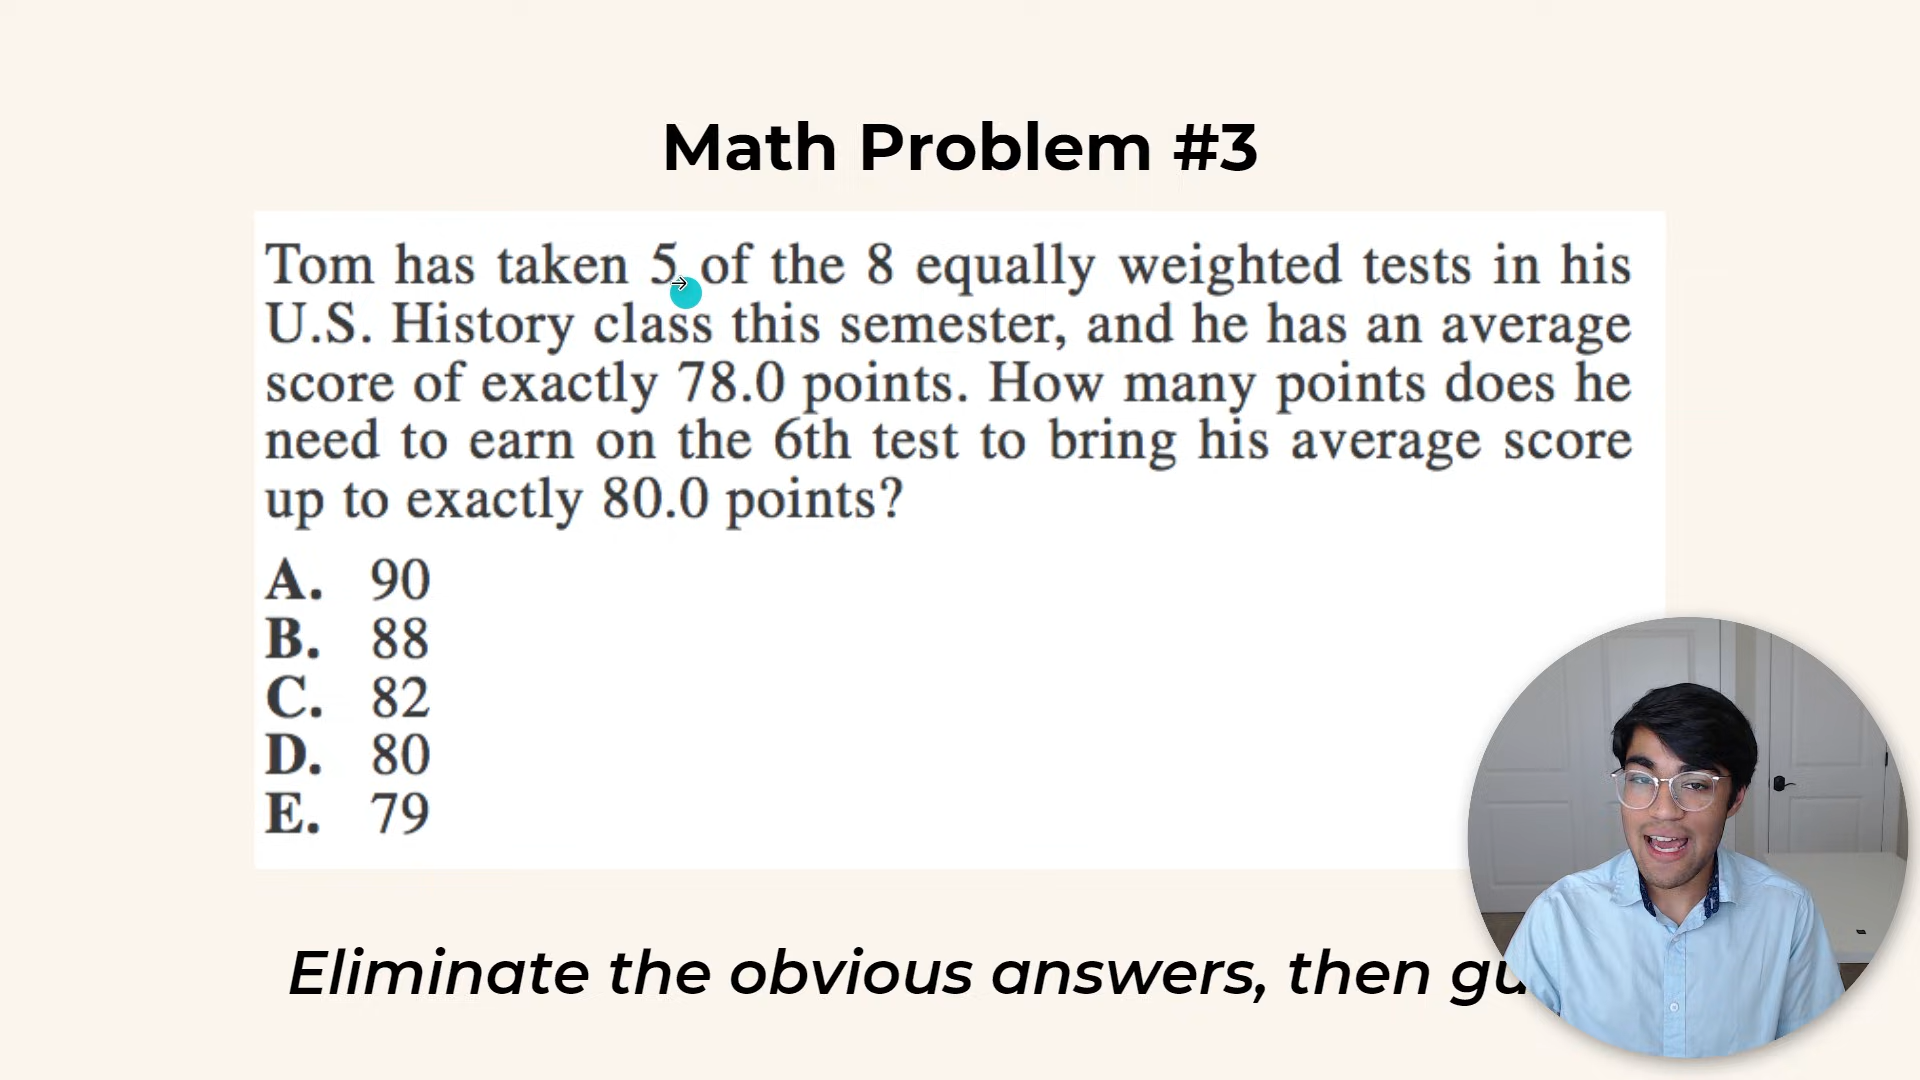 Math Problem #3
Tom has taken 5 of the 8 equally weighted tests in his
U.S. History class this semester, and he has an average
score of exactly 78.0 points. How many points does he
need to earn on the 6th test to bring his average score
up to exactly 80.0 points?
A. 90
B. 88
C. 82
D. 80
E. 79
Eliminate the obvious answers, then